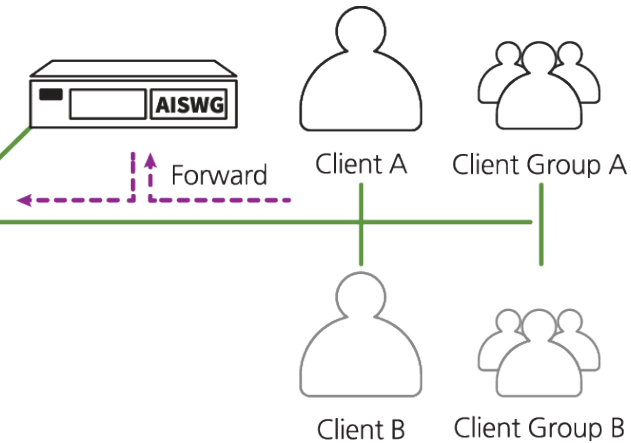 AISWG
Forward
Client A
Client Group A
Client B
Client Group B